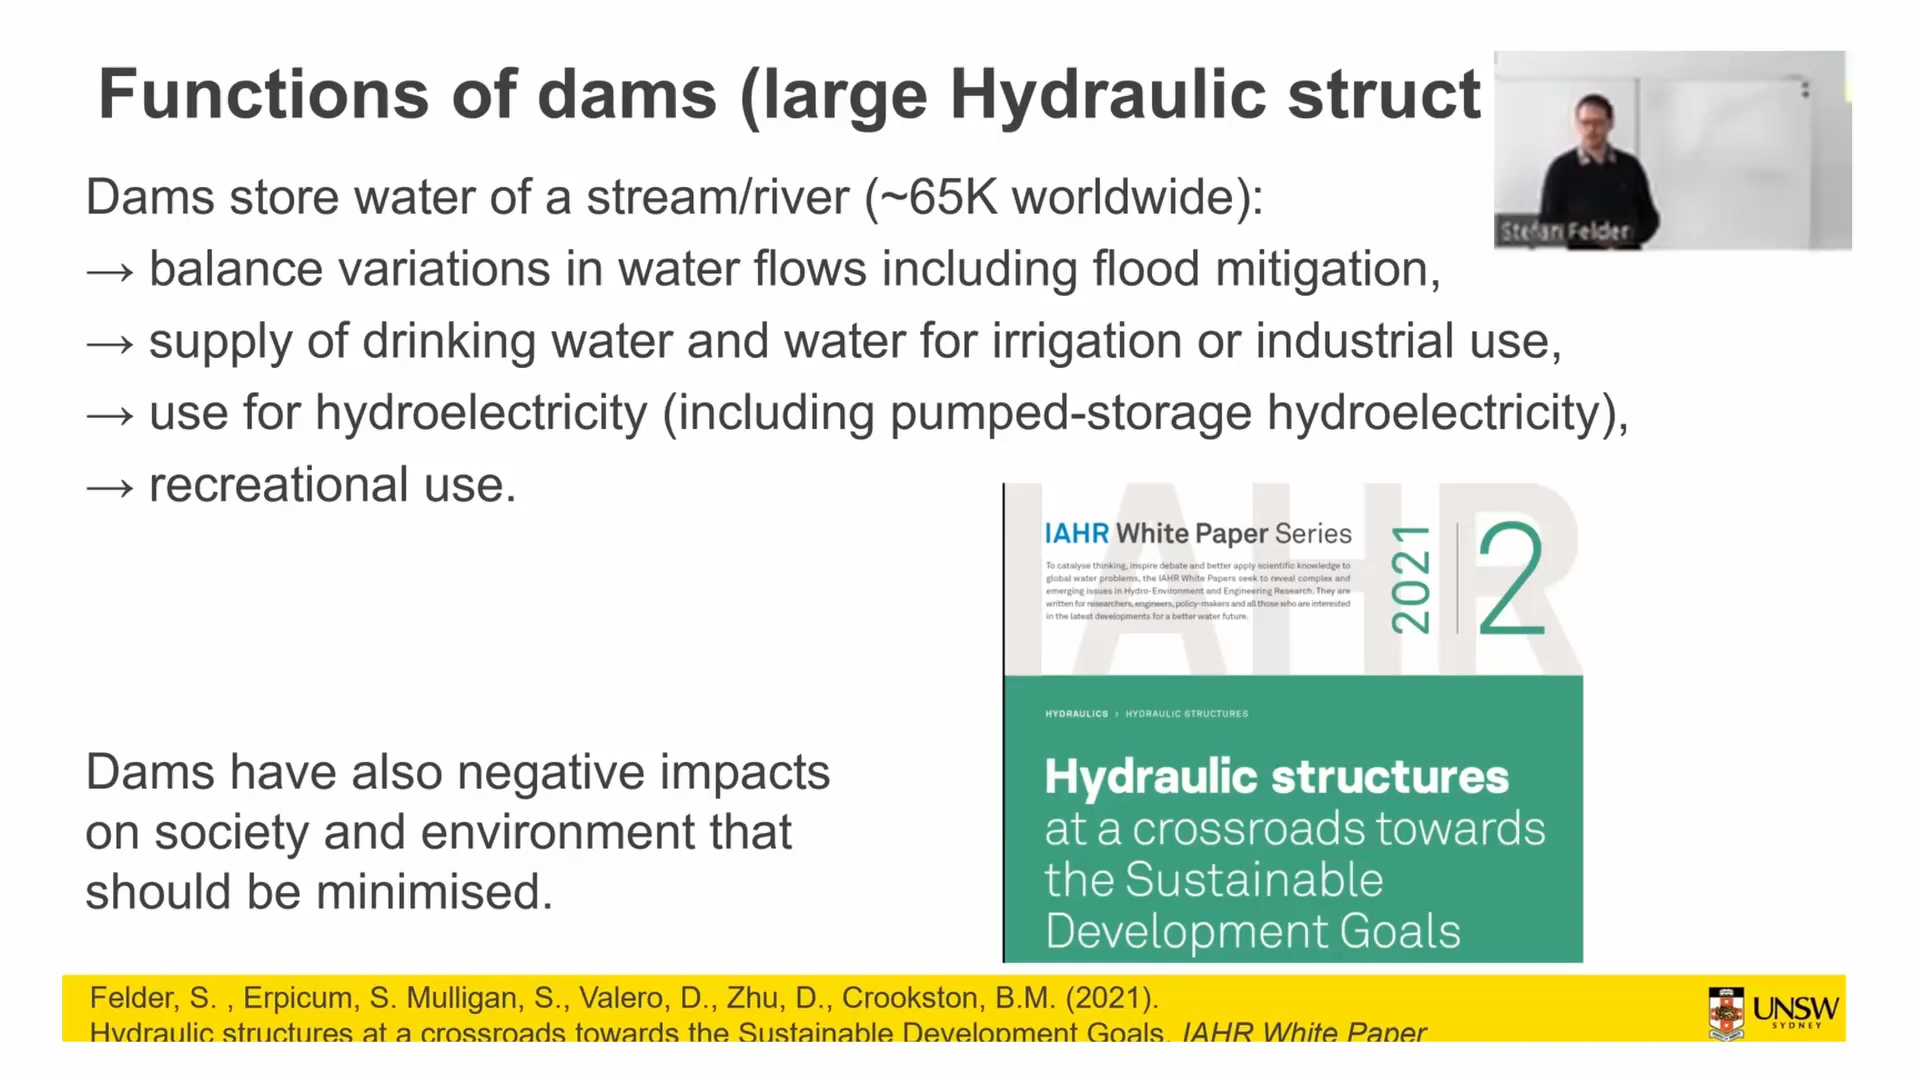 Functions of dams (large Hydraulic struct
Dams store water of a stream/river (~65K worldwide):
→ balance variations in water flows including flood mitigation,
→ supply of drinking water and water for irrigation or industrial use,
→ use for hydroelectricity (including pumped-storage hydroelectricity),
→ recreational use.
Stefan Felder
IAHR
IAHR White Paper Series
To catalyse thinking, inspire debate and better apply scientific knowledge to
global water problems, the IAHR White Papers seek to reveal complex and
emerging issues in Hydro-Environment and Engineering Research. They are
written for researchers, engineers, policy-makers and all those who are interested
in the latest developments for a better water future.
2021
2
HYDRAULICS > HYDRAULIC STRUCTURES
Hydraulic structures
at a crossroads towards
the Sustainable
Development Goals
Dams have also negative impacts
on society and environment that
should be minimised.
Felder, S. , Erpicum, S. Mulligan, S., Valero, D., Zhu, D., Crookston, B.M. (2021).
Hydraulic structures at a crossroads towards the Sustainable Development Goals. IAHR White Paper
UNSW
SYDNEY